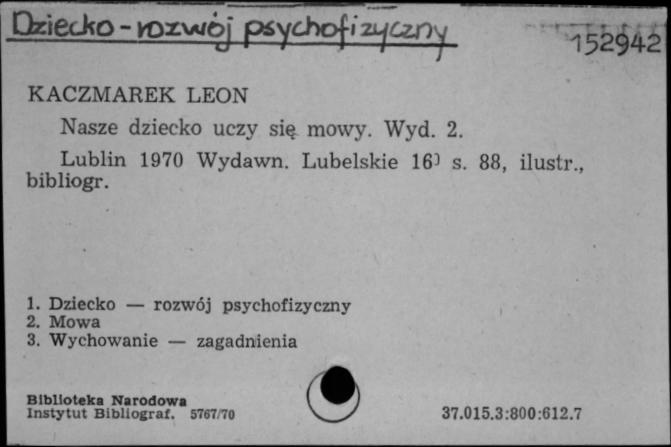 Dziecko - rozwój psychofizyczny
152942
KACZMAREK LEON
Nasze dziecko uczy się mowy. Wyd. 2.
Lublin 1970 Wydawn. Lubelskie 16⁰ s. 88, ilustr.,
bibliogr.
1. Dziecko — rozwój psychofizyczny
2. Mowa
3. Wychowanie — zagadnienia
Biblioteka Narodowa
Instytut Bibliograf. 5767/70
37.015.3:800:612.7